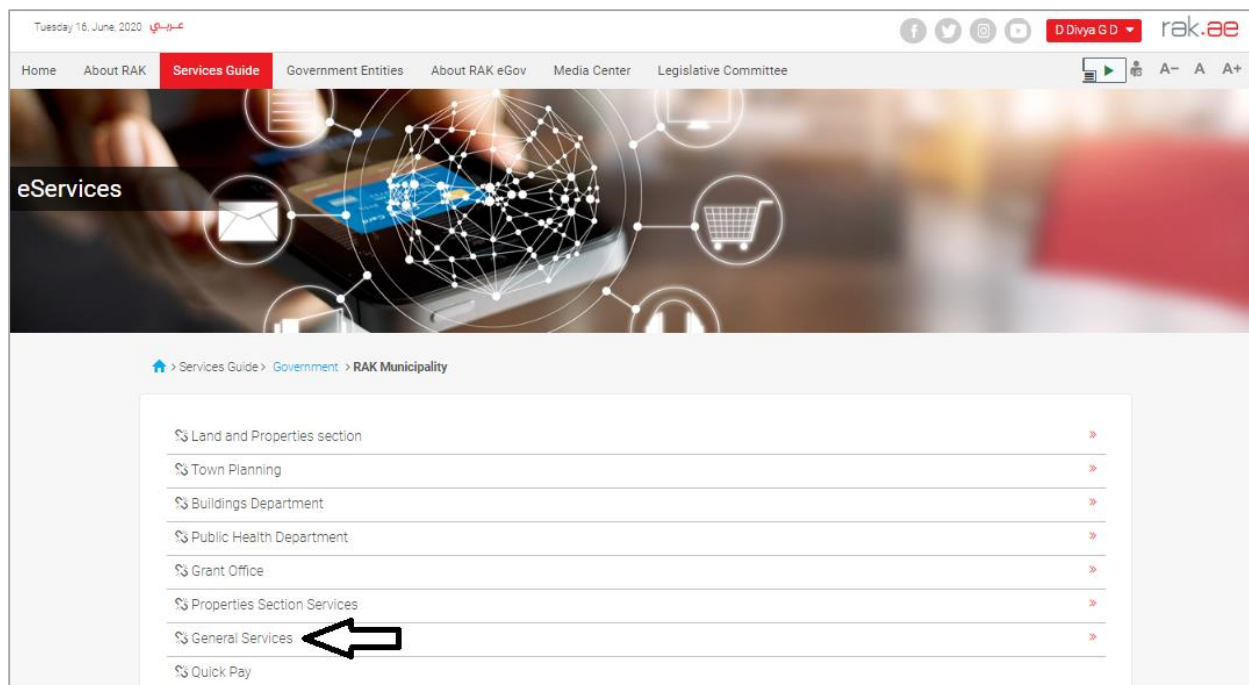 Tuesday 16, June, 2020 عــربــي
D Divya G D
rak.ae
Home About RAK Services Guide Government Entities About RAK eGov Media Center Legislative Committee A− A A+
eServices
> Services Guide > Government > RAK Municipality
Land and Properties section
Town Planning
Buildings Department
Public Health Department
Grant Office
Properties Section Services
General Services
Quick Pay